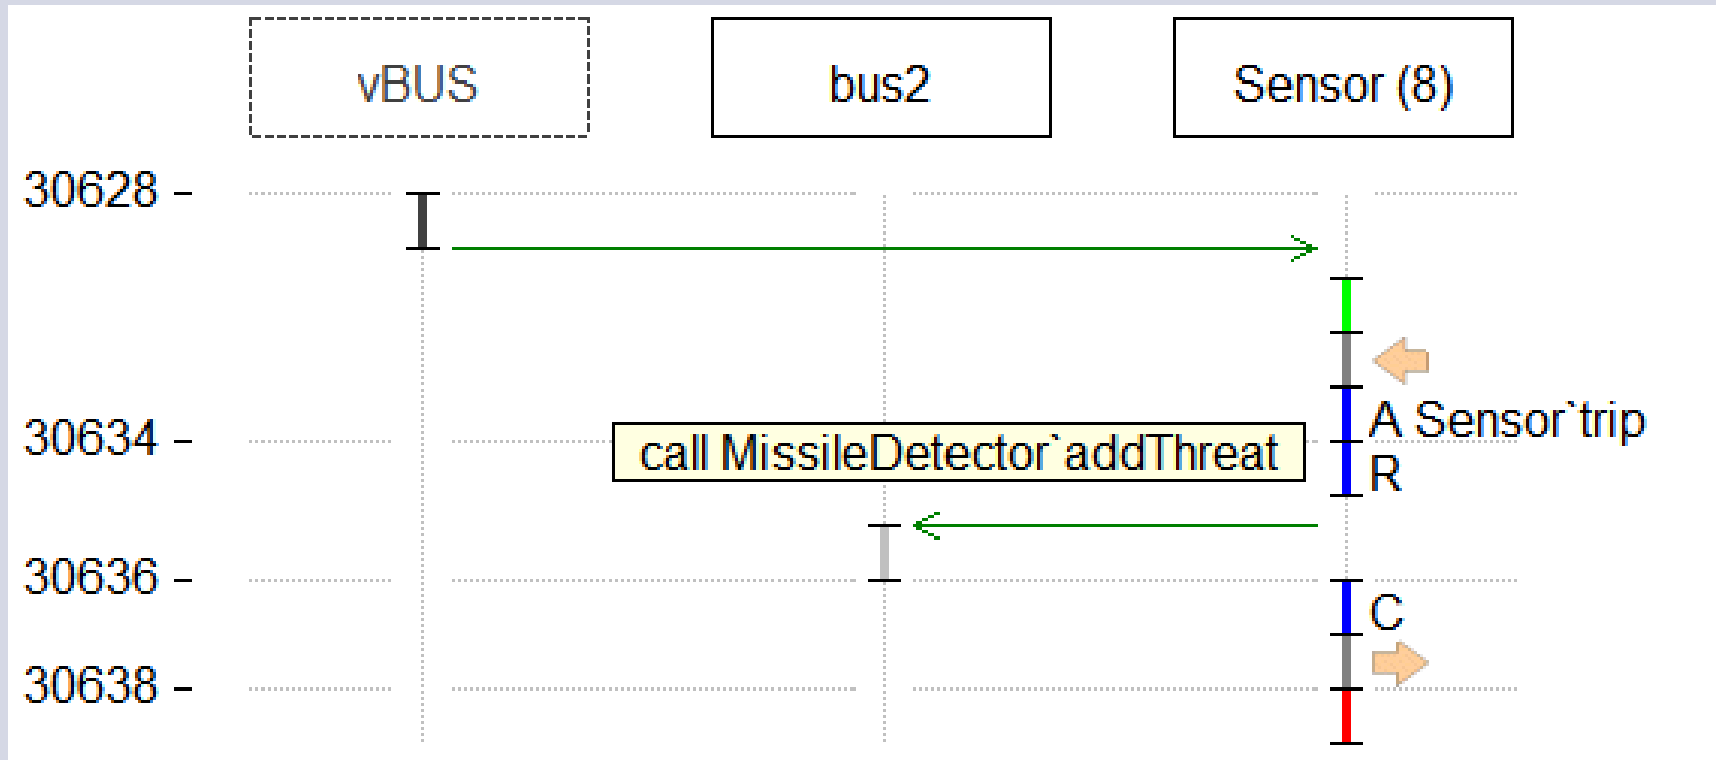 vBUS
bus2
Sensor (8)
30628
A Sensor`trip
30634
call MissileDetector`addThreat
R
30636
C
30638